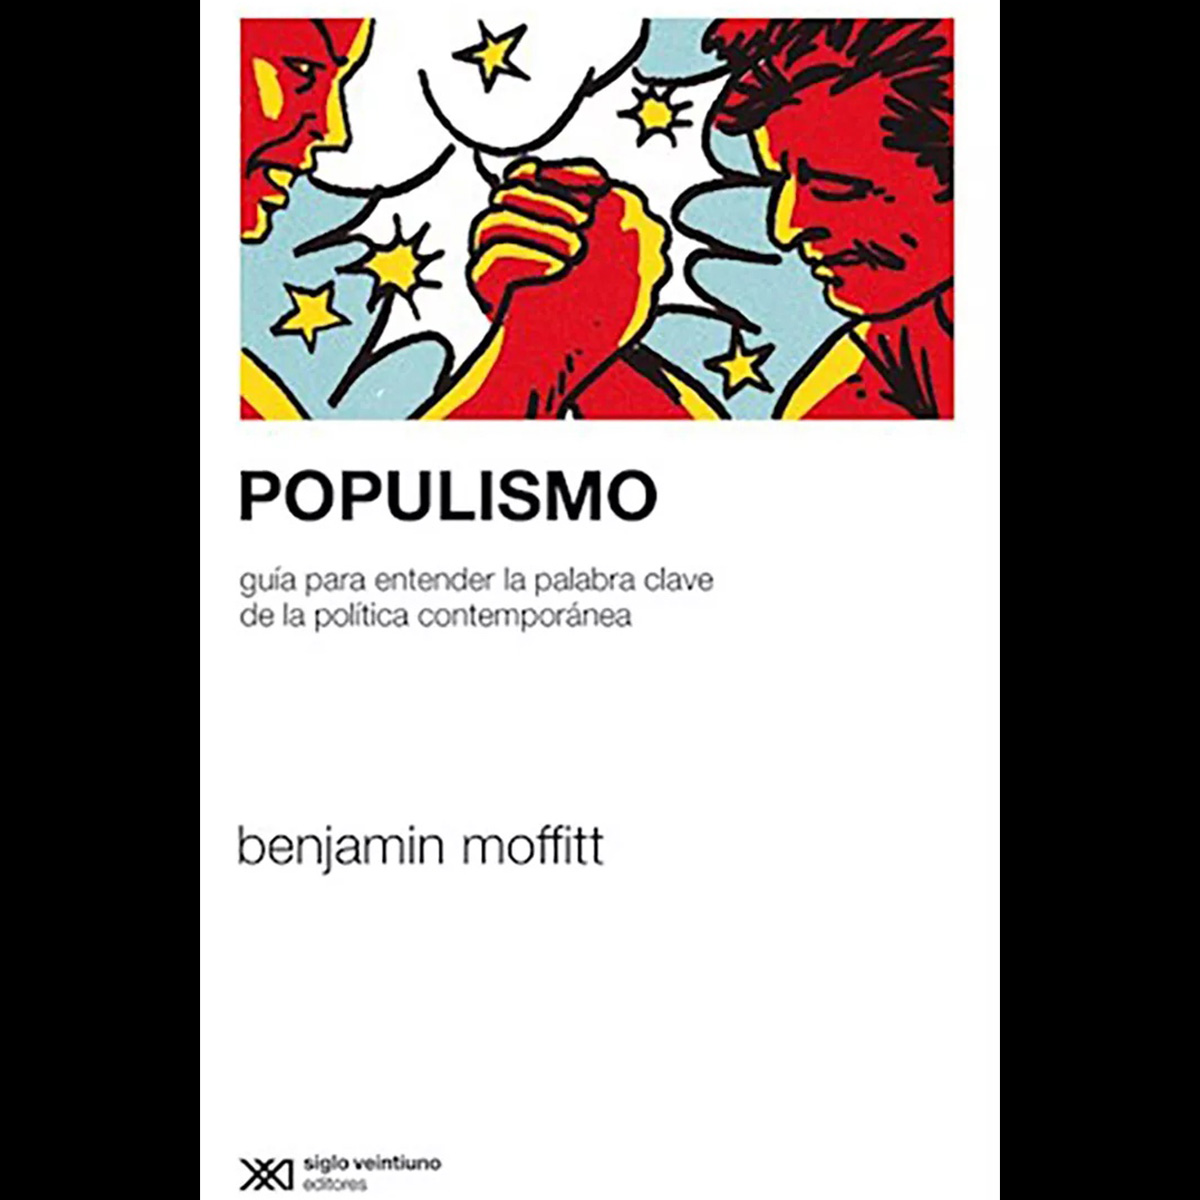 POPULISMO
guía para entender la palabra clave
de la política contemporánea
benjamin moffitt
siglo veintiuno
editores